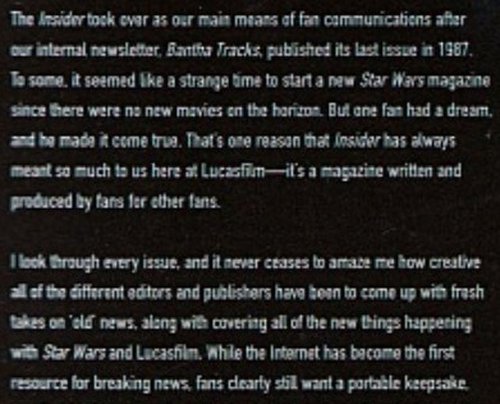 The Insider took over as our main means of fan communications after
our internal newsletter, Bantha Tracks, published its last issue in 1987.
To some, it seemed like a strange time to start a new Star Wars magazine
since there were no new movies on the horizon. But one fan had a dream,
and he made it come true. That's one reason that Insider has always
meant so much to us here at Lucasfilm—it's a magazine written and
produced by fans for other fans.
I look through every issue, and it never ceases to amaze me how creative
all of the different editors and publishers have been to come up with fresh
takes on "old" news, along with covering all of the new things happening
with Star Wars and Lucasfilm. While the Internet has become the first
resource for breaking news, fans clearly still want a portable keepsake,